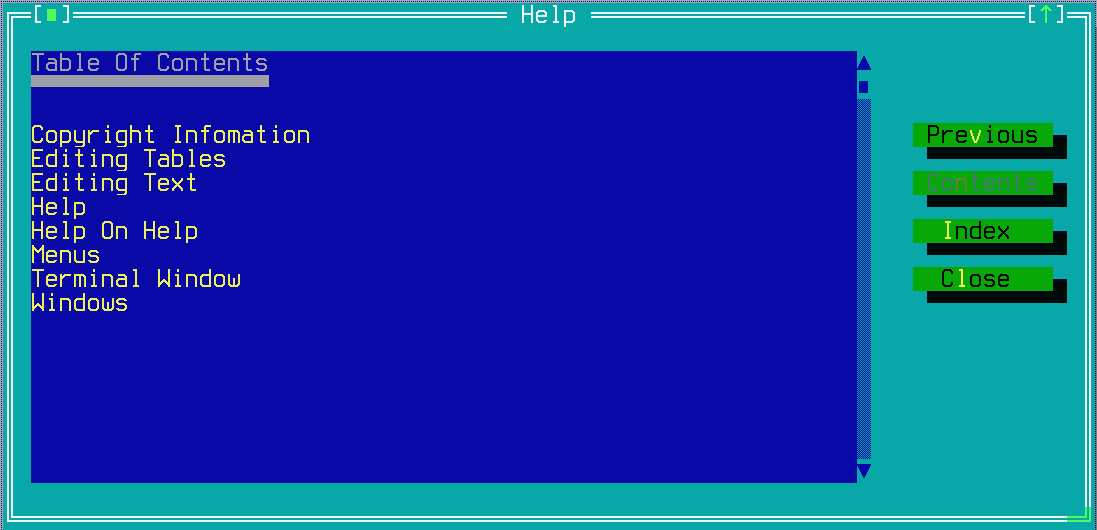 Help
Table Of Contents
Copyright Infomation
Editing Tables
Editing Text
Help
Help On Help
Menus
Terminal Window
Windows
Previous
Contents
Index
Close